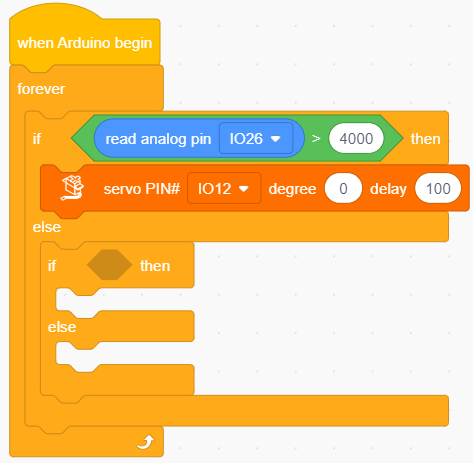 when Arduino begin
forever
if read analog pin IO26 > 4000 then
servo PIN# IO12 degree 0 delay 100
else
if then
else